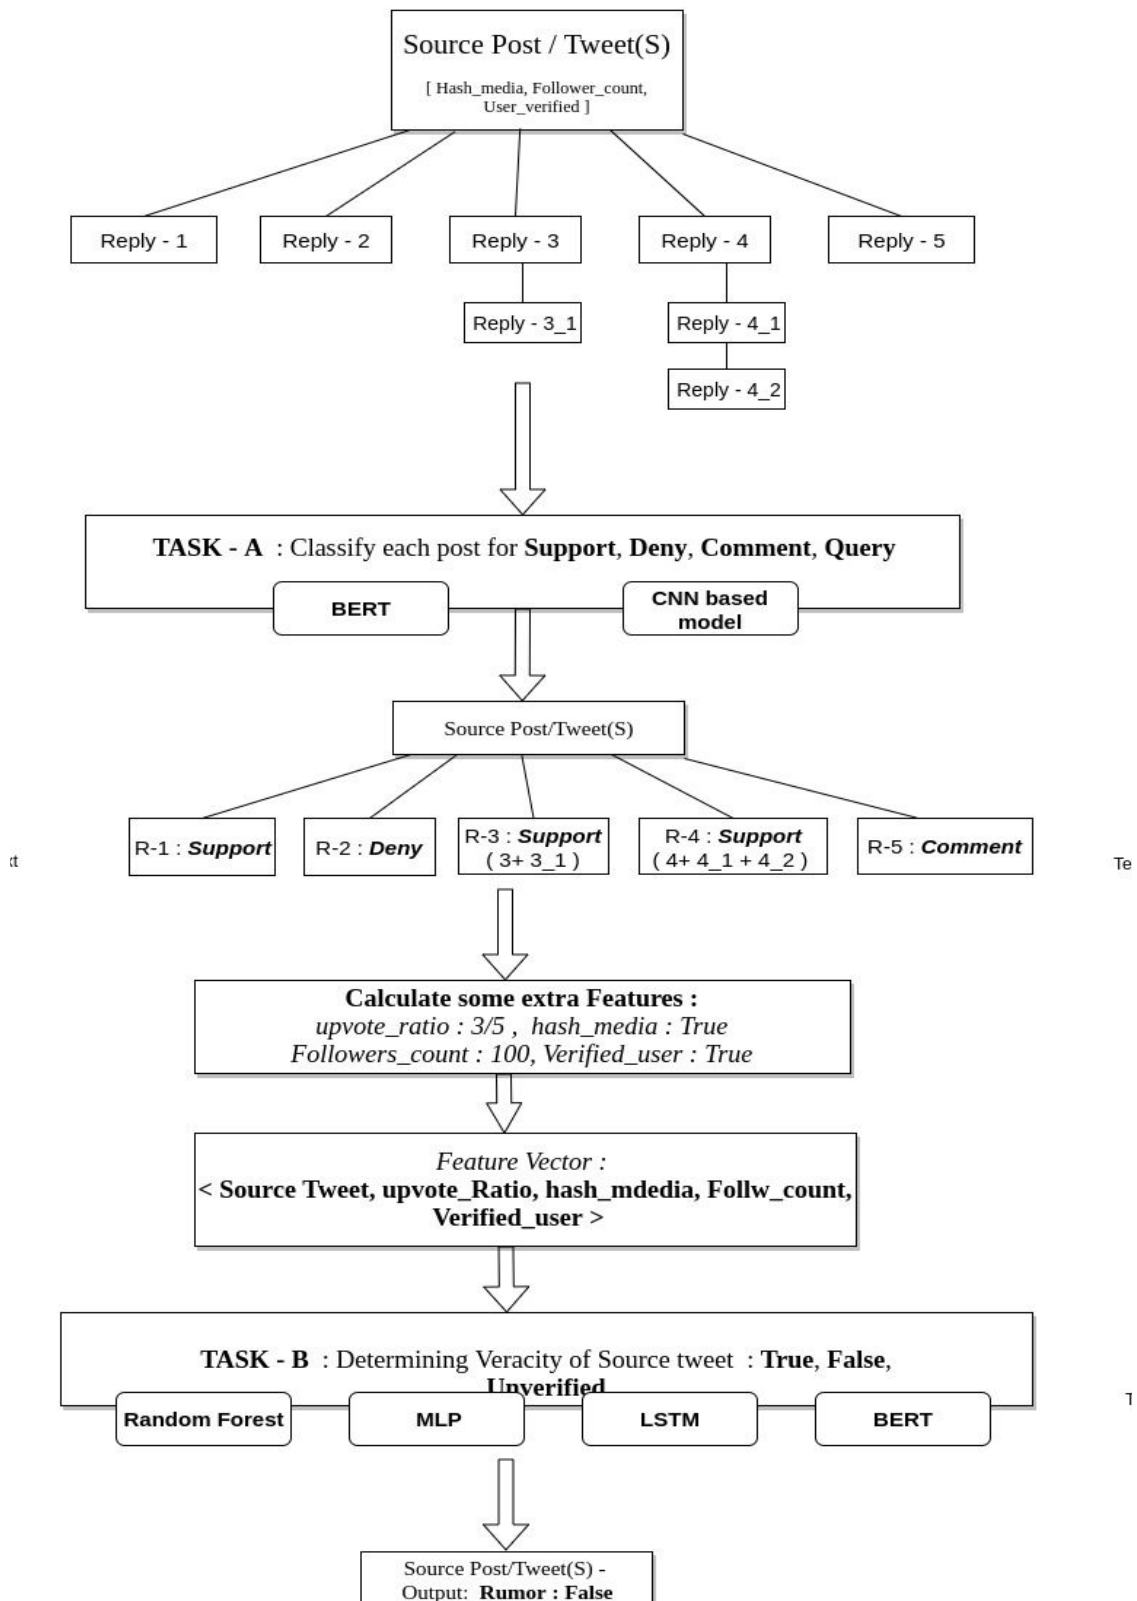 Source Post / Tweet(S)
[ Hash_media, Follower_count,
User_verified ]
Reply - 1
Reply - 2
Reply - 3
Reply - 4
Reply - 5
Reply - 3_1
Reply - 4_1
Reply - 4_2
TASK - A : Classify each post for Support, Deny, Comment, Query
BERT
CNN based
model
Source Post/Tweet(S)
R-1 : Support
R-2 : Deny
R-3 : Support
( 3+ 3_1 )
R-4 : Support
( 4+ 4_1 + 4_2 )
R-5 : Comment
xt
Te
Calculate some extra Features :
upvote_ratio : 3/5 , hash_media : True
Followers_count : 100, Verified_user : True
Feature Vector :
< Source Tweet, upvote_Ratio, hash_mdedia, Follw_count,
Verified_user >
TASK - B : Determining Veracity of Source tweet : True, False,
Unverified
T
Random Forest
MLP
LSTM
BERT
Source Post/Tweet(S) -
Output: Rumor : False